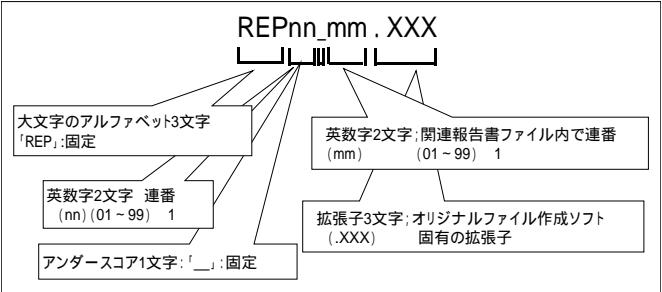 REPnn_mm.XXX
大文字のアルファベット3文字
「REP」:固定
英数字2文字 連番
(nn)(01~99) 1
アンダースコア1文字:「_」:固定
英数字2文字;関連報告書ファイル内で連番
(mm) (01~99) 1
拡張子3文字;オリジナルファイル作成ソフト
(.XXX) 固有の拡張子